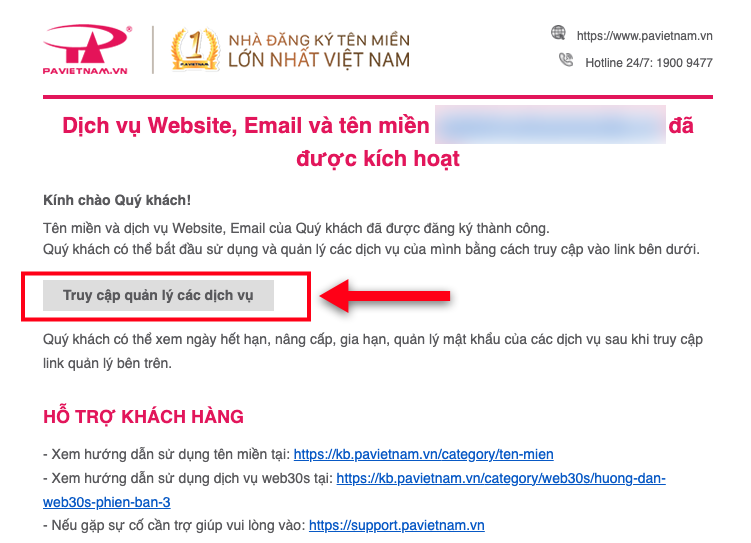 PAVIETNAM.VN
1
PAVIETNAM
NHÀ ĐĂNG KÝ TÊN MIỀN
LỚN NHẤT VIỆT NAM
https://www.pavietnam.vn
Hotline 24/7: 1900 9477
Dịch vụ Website, Email và tên miền đã
được kích hoạt
Kính chào Quý khách!
Tên miền và dịch vụ Website, Email của Quý khách đã được đăng ký thành công.
Quý khách có thể bắt đầu sử dụng và quản lý các dịch vụ của mình bằng cách truy cập vào link bên dưới.
Truy cập quản lý các dịch vụ
Quý khách có thể xem ngày hết hạn, nâng cấp, gia hạn, quản lý mật khẩu của các dịch vụ sau khi truy cập
link quản lý bên trên.
HỖ TRỢ KHÁCH HÀNG
- Xem hướng dẫn sử dụng tên miền tại: https://kb.pavietnam.vn/category/ten-mien
- Xem hướng dẫn sử dụng dịch vụ web30s tại: https://kb.pavietnam.vn/category/web30s/huong-dan-
web30s-phien-ban-3
- Nếu gặp sự cố cần trợ giúp vui lòng vào: https://support.pavietnam.vn